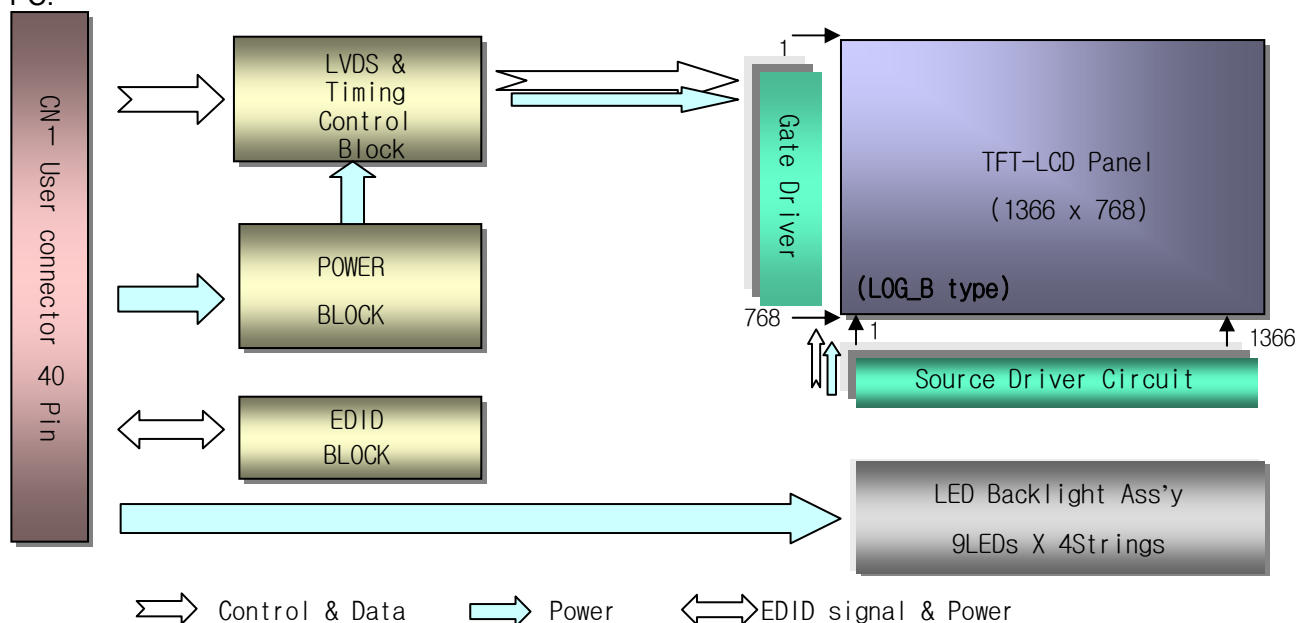 CN-1 User connector 40 Pin
LVDS &
Timing
Control
Block
POWER
BLOCK
EDID
BLOCK
1
Gate Driver
768
TFT-LCD Panel
(1366 x 768)
(LOG_B type)
1
1366
Source Driver Circuit
LED Backlight Ass'y
9LEDs X 4Strings
Control & Data
Power
EDID signal & Power